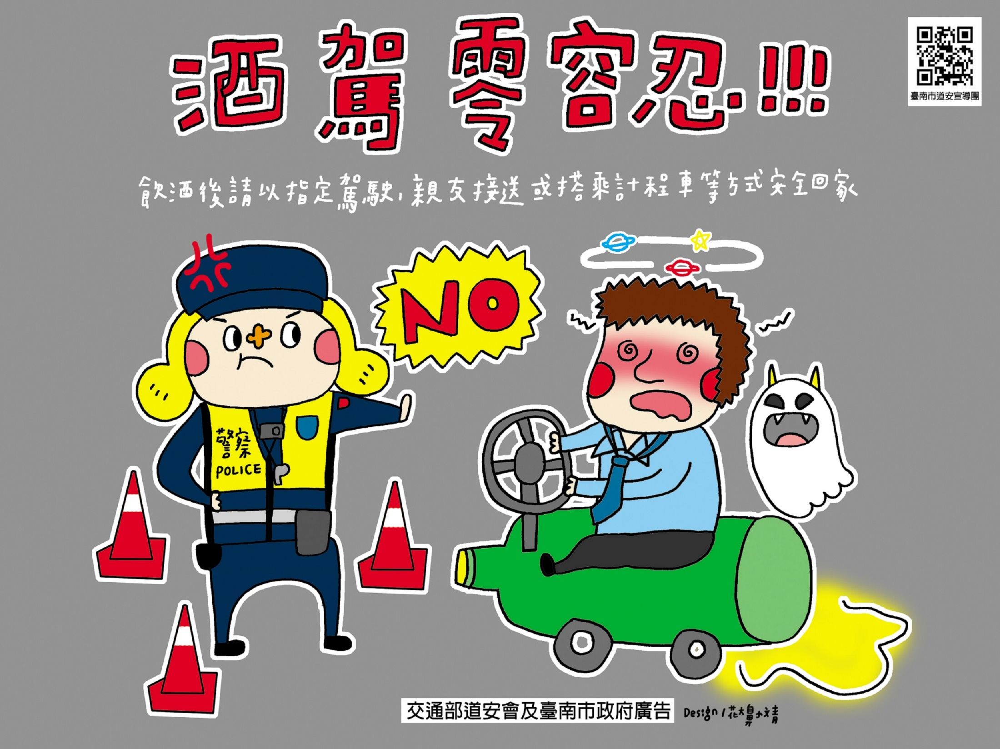 酒駕零容忍!!!
臺南市道安宣導團
飲酒後請以指定駕駛,親友接送或搭乘計程車等方式安全回家
NO
警察
POLICE
交通部道安會及臺南市政府廣告
Design/花大鼻小靖